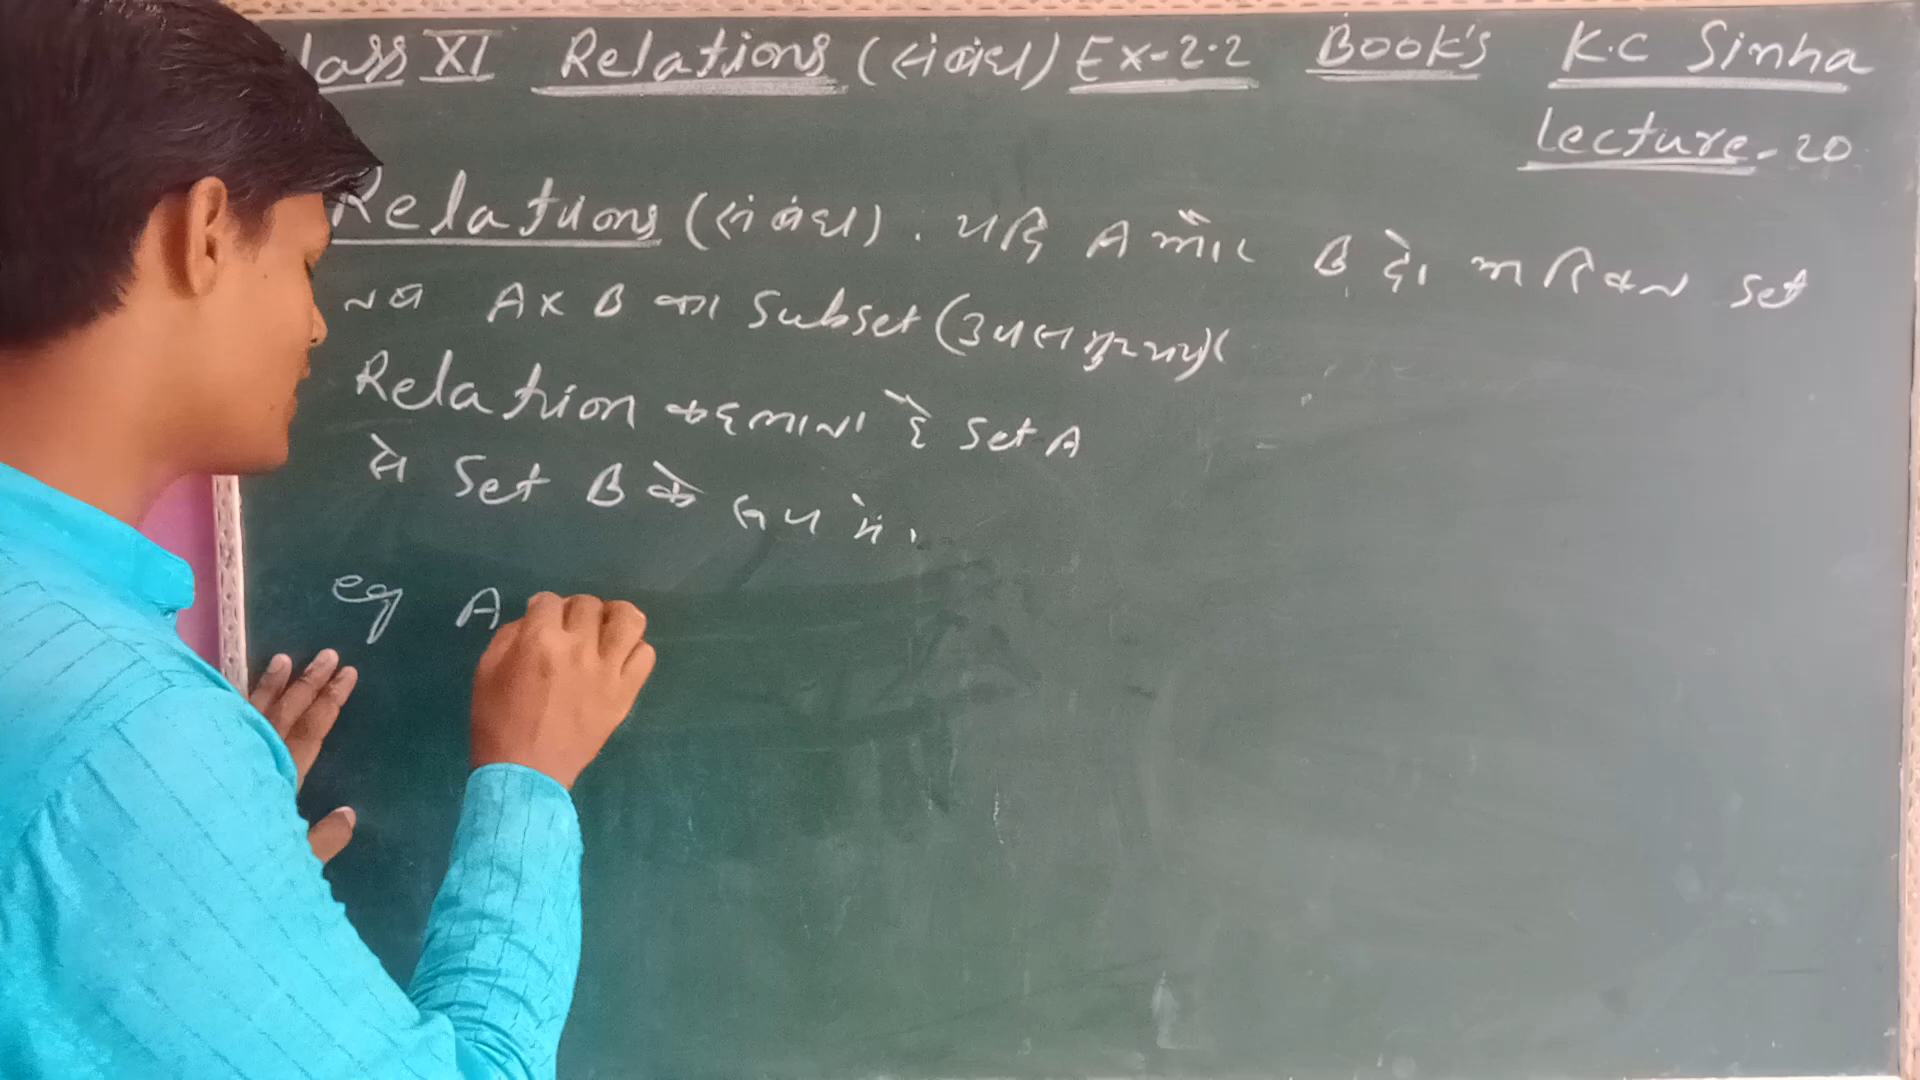 lass XI Relations (संबंध) Ex-2.2 Book's K.C Sinha
Lecture-20
Relations (संबंध). यदि A और B दो अरिक्त set
तब A x B का Subset (उपसमुच्चय)
Relation कहलाता है set A
से Set B के रूप में.
eg A